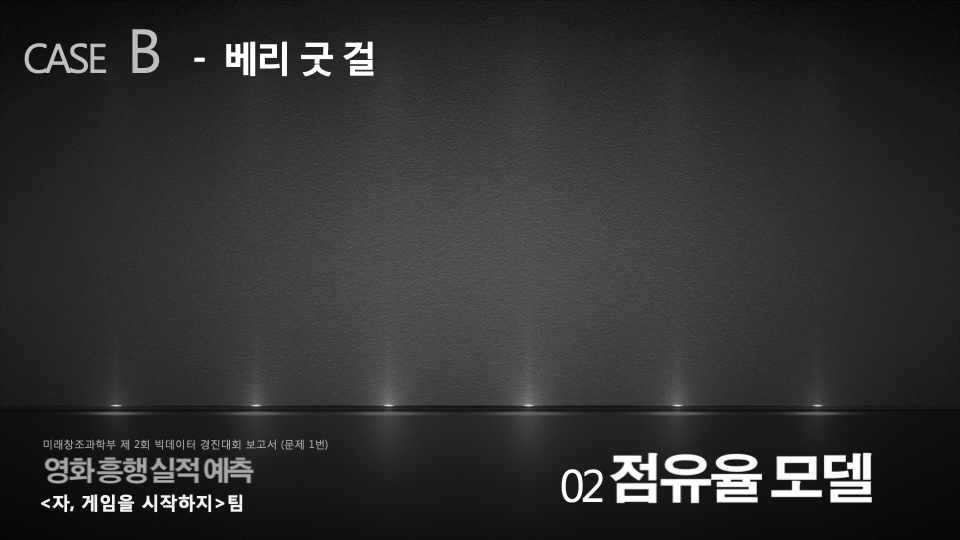 CASE B - 베리 굿 걸
미래창조과학부 제 2회 빅데이터 경진대회 보고서 (문제 1번)
영화 흥행 실적 예측
<자, 게임을 시작하지>팀
02 점유율 모델